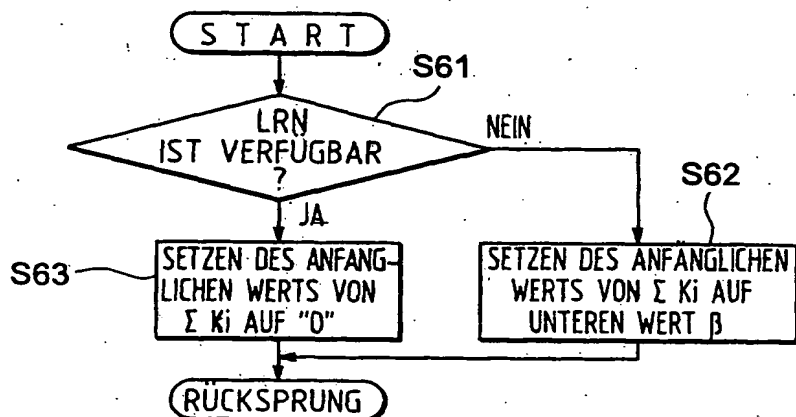 START
S61
LRN
IST VERFÜGBAR
?
NEIN
JA
S62
S63
SETZEN DES ANFANG-
LICHEN WERTS VON
Σ Ki AUF "0"
SETZEN DES ANFÄNGLICHEN
WERTS VON Σ Ki AUF
UNTEREN WERT β
RÜCKSPRUNG